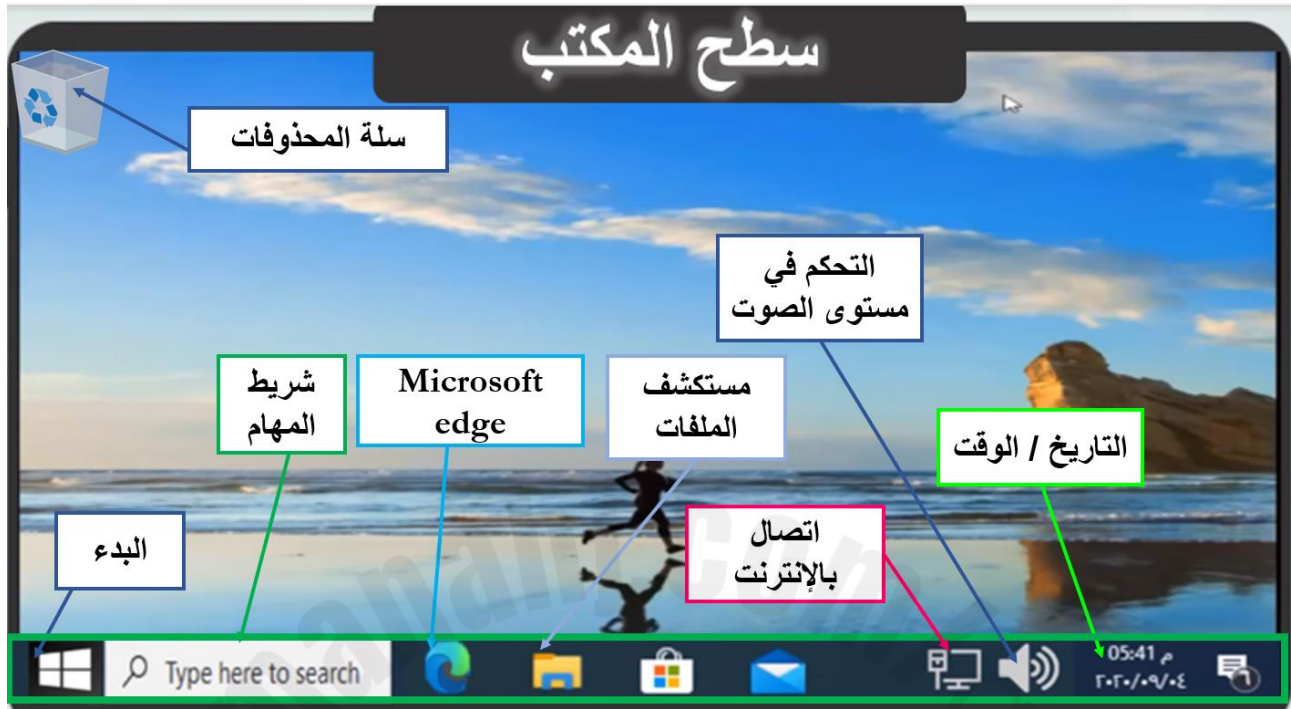 سطح المكتب
سلة المحذوفات
التحكم في
مستوى الصوت
شريط
المهام
Microsoft
edge
مستكشف
الملفات
التاريخ / الوقت
اتصال
بالإنترنت
البدء
Type here to search
05:41 م
٢٠٢٠/٠٩/٠٤